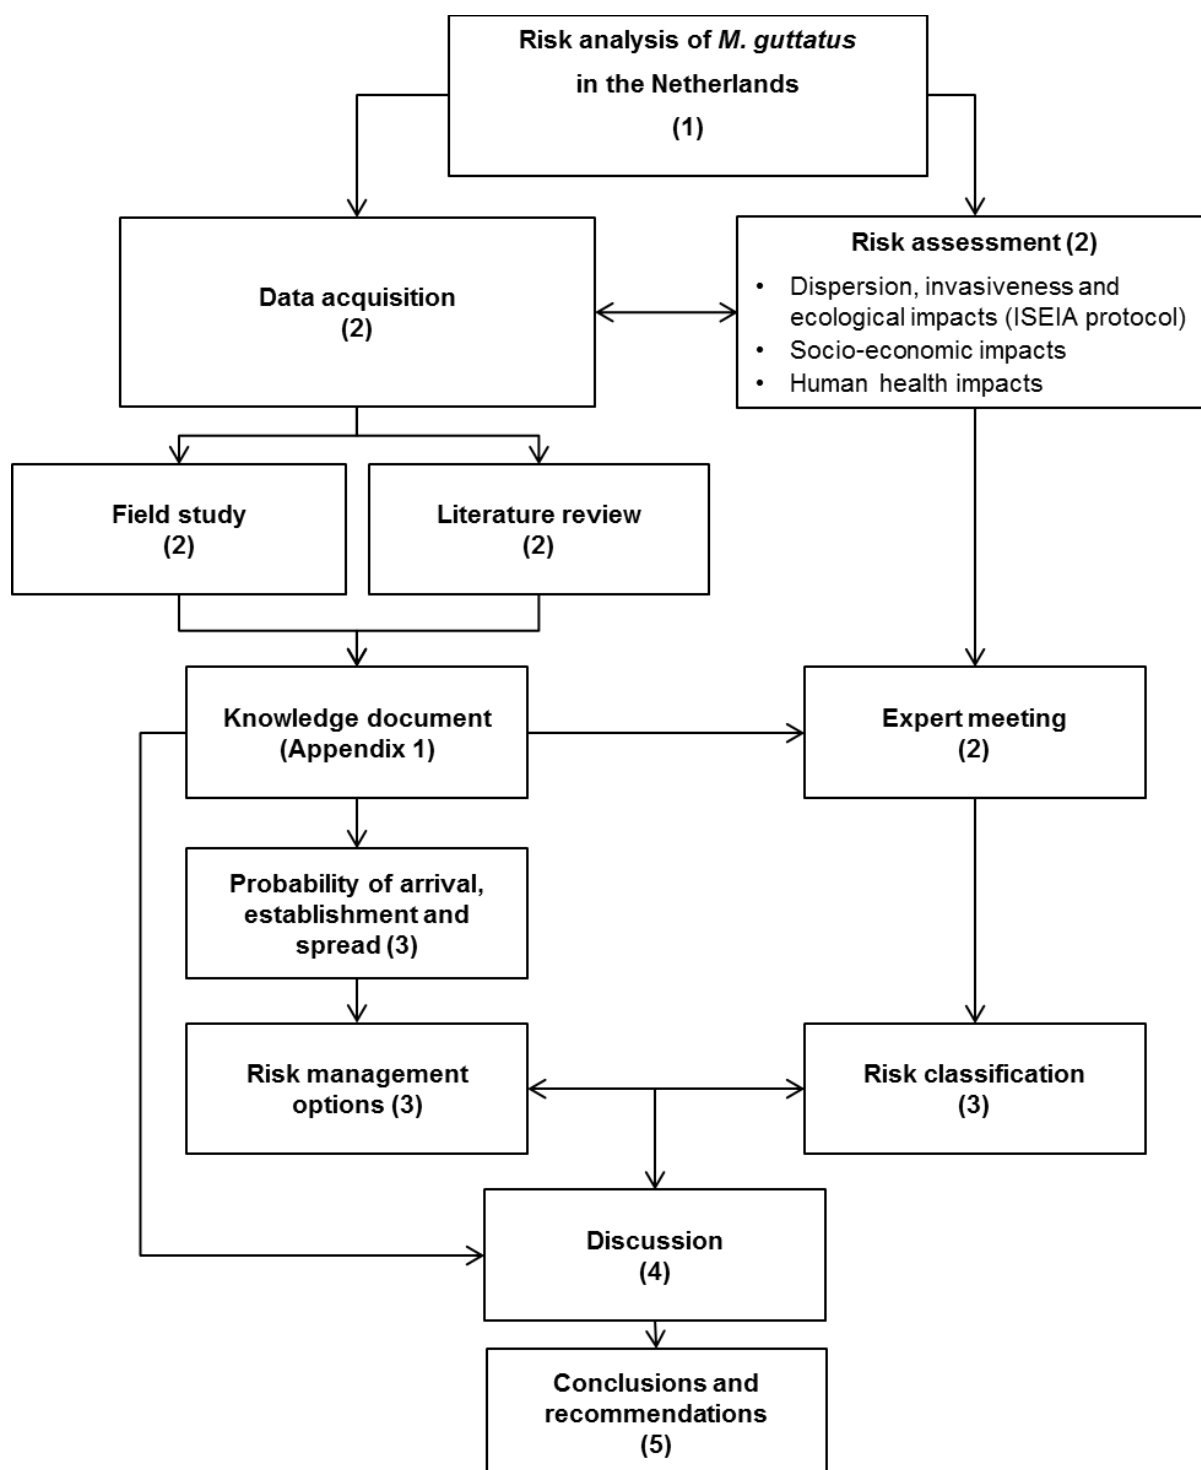 Risk analysis of M. guttatus
in the Netherlands
(1)
Data acquisition
(2)
Risk assessment (2)
• Dispersion, invasiveness and
ecological impacts (ISEIA protocol)
• Socio-economic impacts
• Human health impacts
Field study
(2)
Literature review
(2)
Knowledge document
(Appendix 1)
Expert meeting
(2)
Probability of arrival,
establishment and
spread (3)
Risk management
options (3)
Risk classification
(3)
Discussion
(4)
Conclusions and
recommendations
(5)